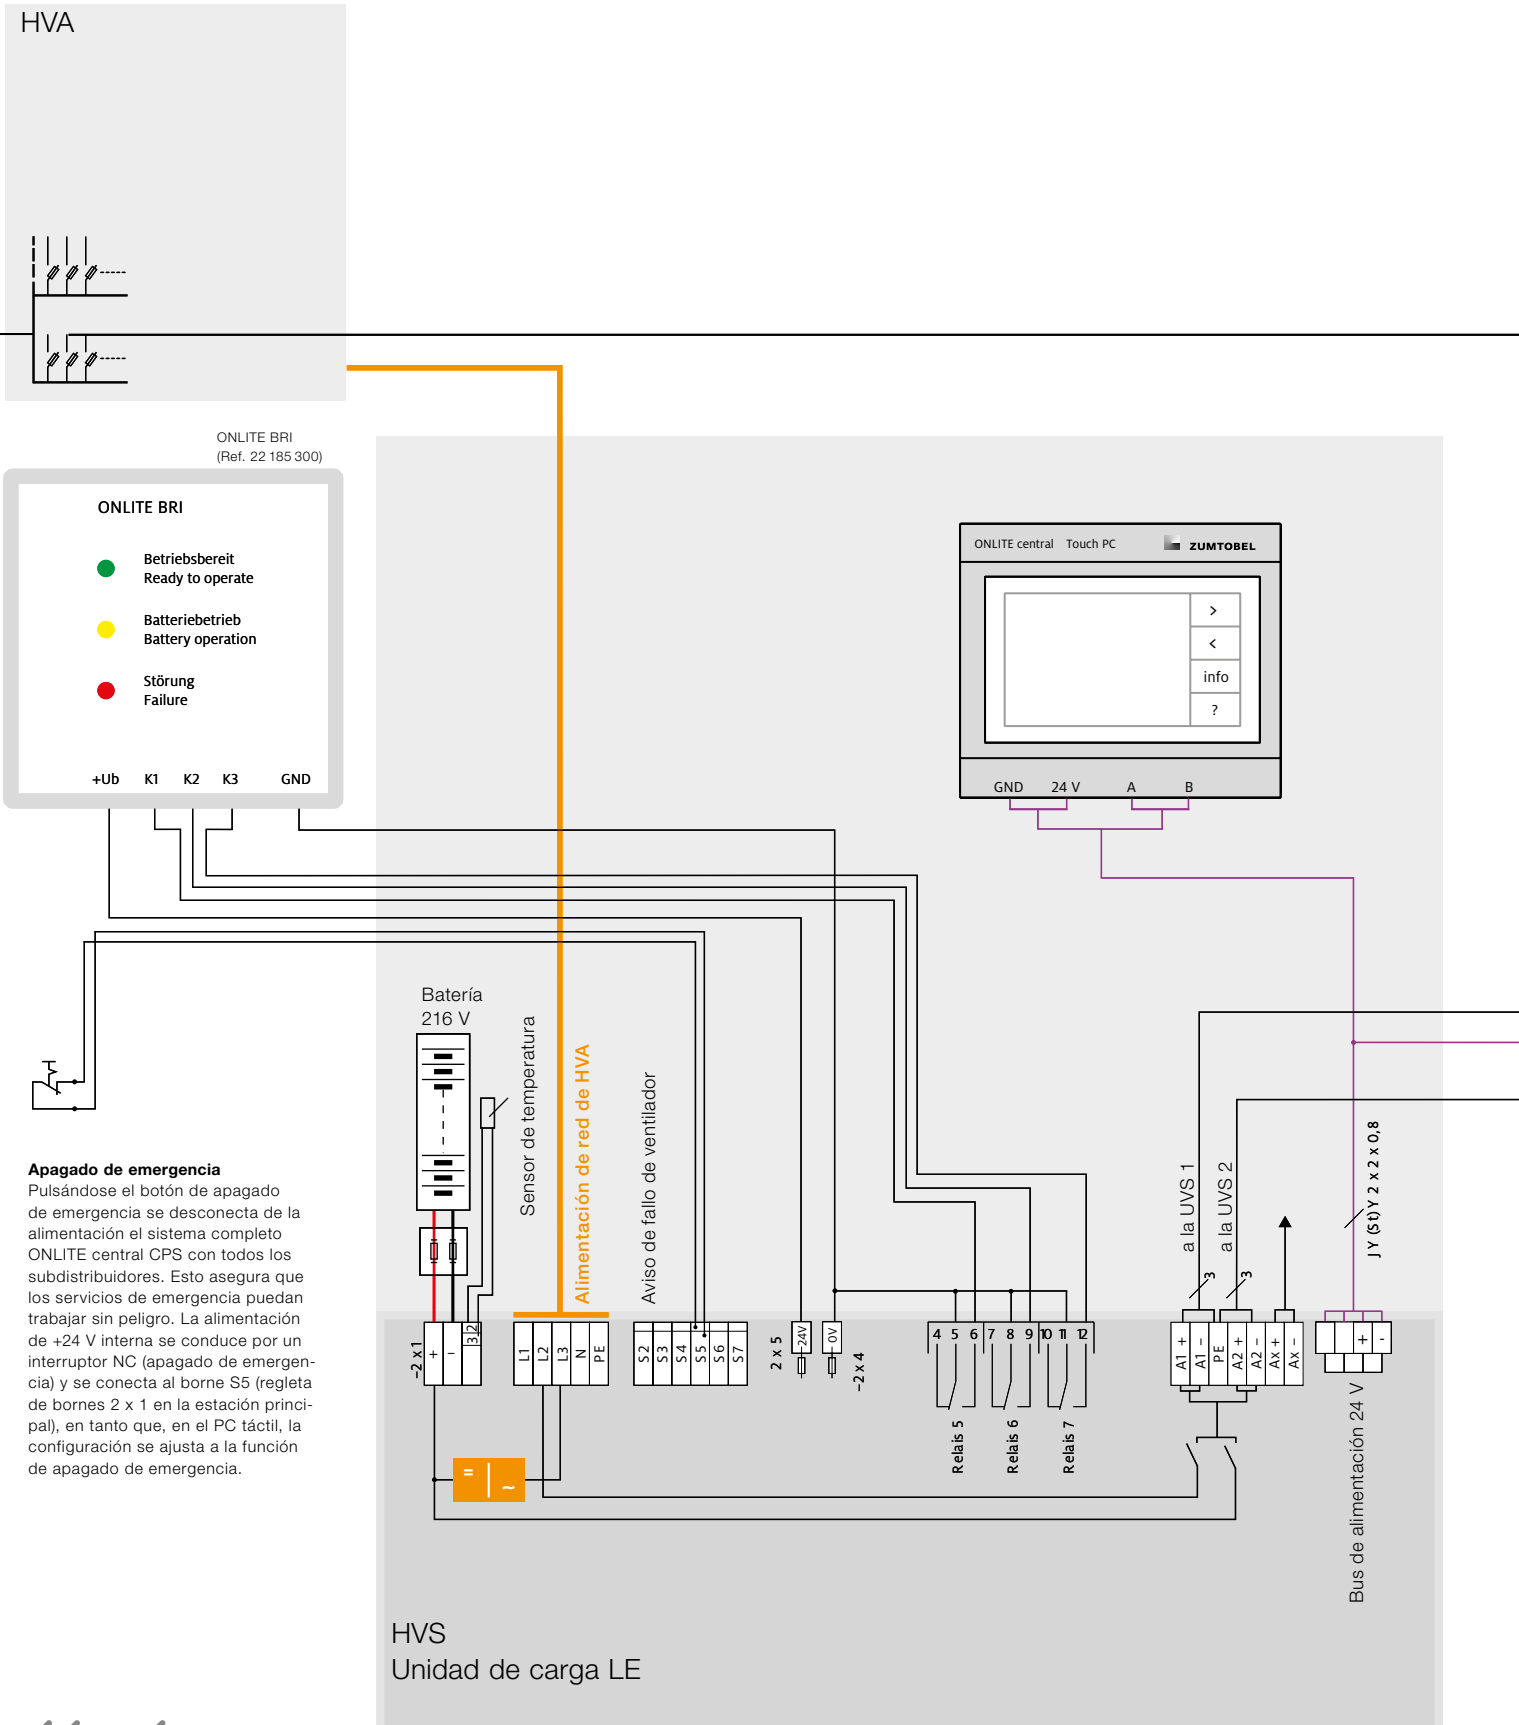 HVA
ONLITE BRI
(Ref. 22 185 300)
ONLITE BRI
Betriebsbereit
Ready to operate
Batteriebetrieb
Battery operation
Störung
Failure
+Ub K1 K2 K3 GND
ONLITE central Touch PC ZUMTOBEL
>
<
info
?
GND 24 V A B
Batería
216 V
Sensor de temperatura
Alimentación de red de HVA
Aviso de fallo de ventilador
a la UVS 1
a la UVS 2
J Y (St) Y 2 x 2 x 0,8
3
3
Apagado de emergencia
Pulsándose el botón de apagado
de emergencia se desconecta de la
alimentación el sistema completo
ONLITE central CPS con todos los
subdistribuidores. Esto asegura que
los servicios de emergencia puedan
trabajar sin peligro. La alimentación
de +24 V interna se conduce por un
interruptor NC (apagado de emergen-
cia) y se conecta al borne S5 (regleta
de bornes 2 x 1 en la estación princi-
pal), en tanto que, en el PC táctil, la
configuración se ajusta a la función
de apagado de emergencia.
-2 x 1
+
-
3 2
L1
L2
L3
N
PE
S2
S3
S4
S5
S6
S7
2 x 5
24V
0V
-2 x 4
4 5 6 7 8 9 10 11 12
Relais 5
Relais 6
Relais 7
A1 +
A1 -
PE
A2 +
A2 -
Ax +
Ax -
+
-
Bus de alimentación 24 V
=
~
HVS
Unidad de carga LE